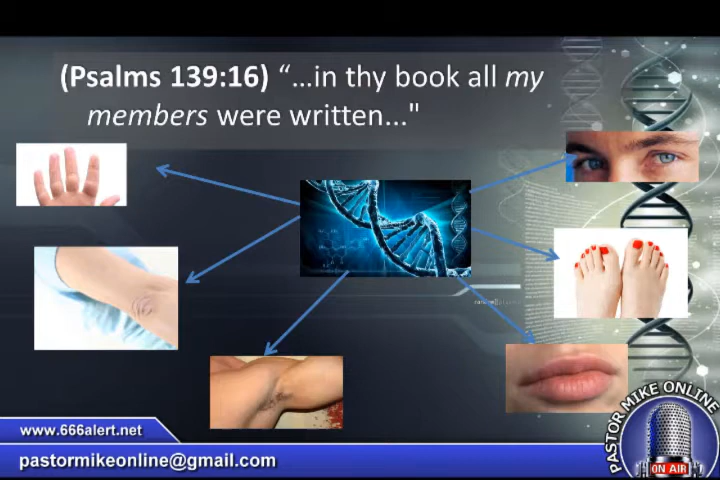 (Psalms 139:16) “...in thy book all my
members were written..."
www.666alert.net
pastormikeonline@gmail.com
PASTOR MIKE ONLINE
ON AIR